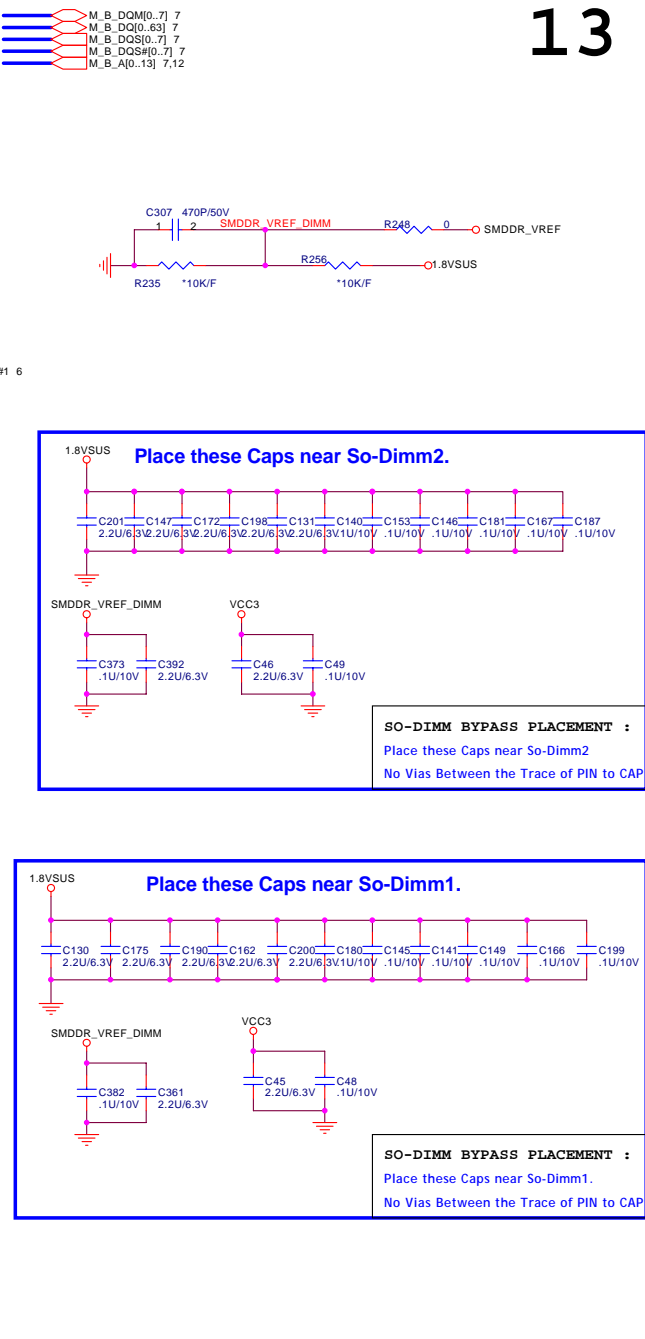 M_B_DQM[0..7] 7
M_B_DQ[0..63] 7
M_B_DQS[0..7] 7
M_B_DQS#[0..7] 7
M_B_A[0..13] 7,12
13
C307 470P/50V
1 2
SMDDR_VREF_DIMM
R248 0
SMDDR_VREF
R256
1.8VSUS
R235 *10K/F
*10K/F
#1 6
1.8VSUS
Place these Caps near So-Dimm2.
C201 C147 C172 C198 C131 C140 C153 C146 C181 C167 C187
2.2U/6.3V 2.2U/6.3V 2.2U/6.3V 2.2U/6.3V 2.2U/6.3V .1U/10V .1U/10V .1U/10V .1U/10V .1U/10V .1U/10V
SMDDR_VREF_DIMM
VCC3
C373 C392 C46 C49
.1U/10V 2.2U/6.3V 2.2U/6.3V .1U/10V
SO-DIMM BYPASS PLACEMENT :
Place these Caps near So-Dimm2
No Vias Between the Trace of PIN to CAP
1.8VSUS
Place these Caps near So-Dimm1.
C130 C175 C190 C162 C200 C180 C145 C141 C149 C166 C199
2.2U/6.3V 2.2U/6.3V 2.2U/6.3V 2.2U/6.3V 2.2U/6.3V .1U/10V .1U/10V .1U/10V .1U/10V .1U/10V .1U/10V
SMDDR_VREF_DIMM
VCC3
C382 C361 C45 C48
.1U/10V 2.2U/6.3V 2.2U/6.3V .1U/10V
SO-DIMM BYPASS PLACEMENT :
Place these Caps near So-Dimm1.
No Vias Between the Trace of PIN to CAP